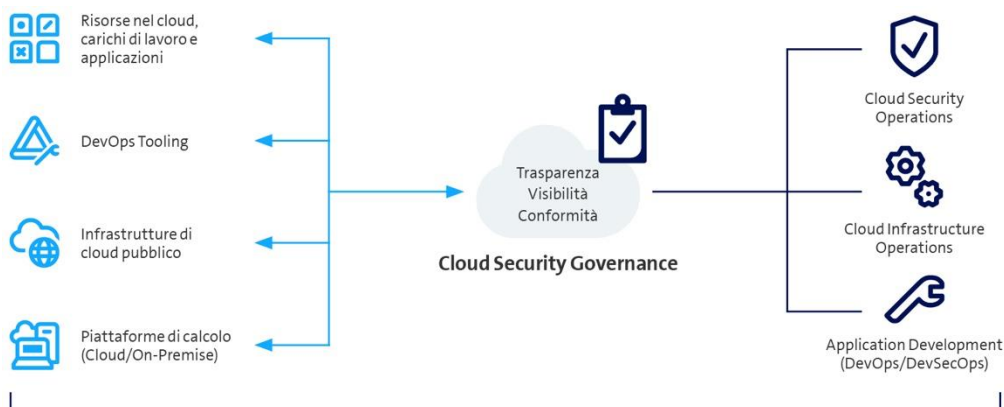 Risorse nel cloud,
carichi di lavoro e
applicazioni
DevOps Tooling
Infrastrutture di
cloud pubblico
Piattaforme di calcolo
(Cloud/On-Premise)
Trasparenza
Visibilità
Conformità
Cloud Security Governance
Cloud Security
Operations
Cloud Infrastructure
Operations
Application Development
(DevOps/DevSecOps)